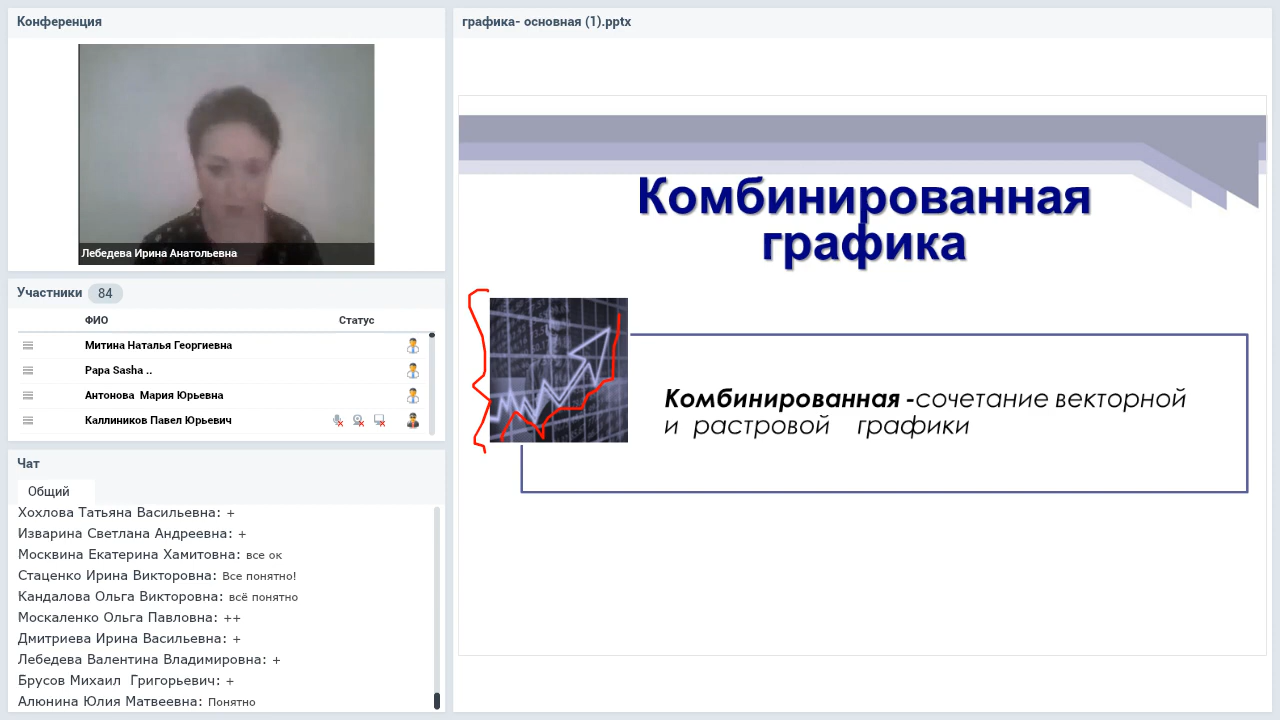 Конференция
Лебедева Ирина Анатольевна
Участники 84
ФИО Статус
Митина Наталья Георгиевна
Papa Sasha ..
Антонова Мария Юрьевна
Каллиников Павел Юрьевич
Чат
Общий
Хохлова Татьяна Васильевна: +
Изварина Светлана Андреевна: +
Москвина Екатерина Хамитовна: все ок
Стаценко Ирина Викторовна: Все понятно!
Кандалова Ольга Викторовна: всё понятно
Москаленко Ольга Павловна: ++
Дмитриева Ирина Васильевна: +
Лебедева Валентина Владимировна: +
Брусов Михаил Григорьевич: +
Алюнина Юлия Матвеевна: Понятно
графика- основная (1).pptx
Комбинированная
графика
Комбинированная -сочетание векторной
и растровой графики